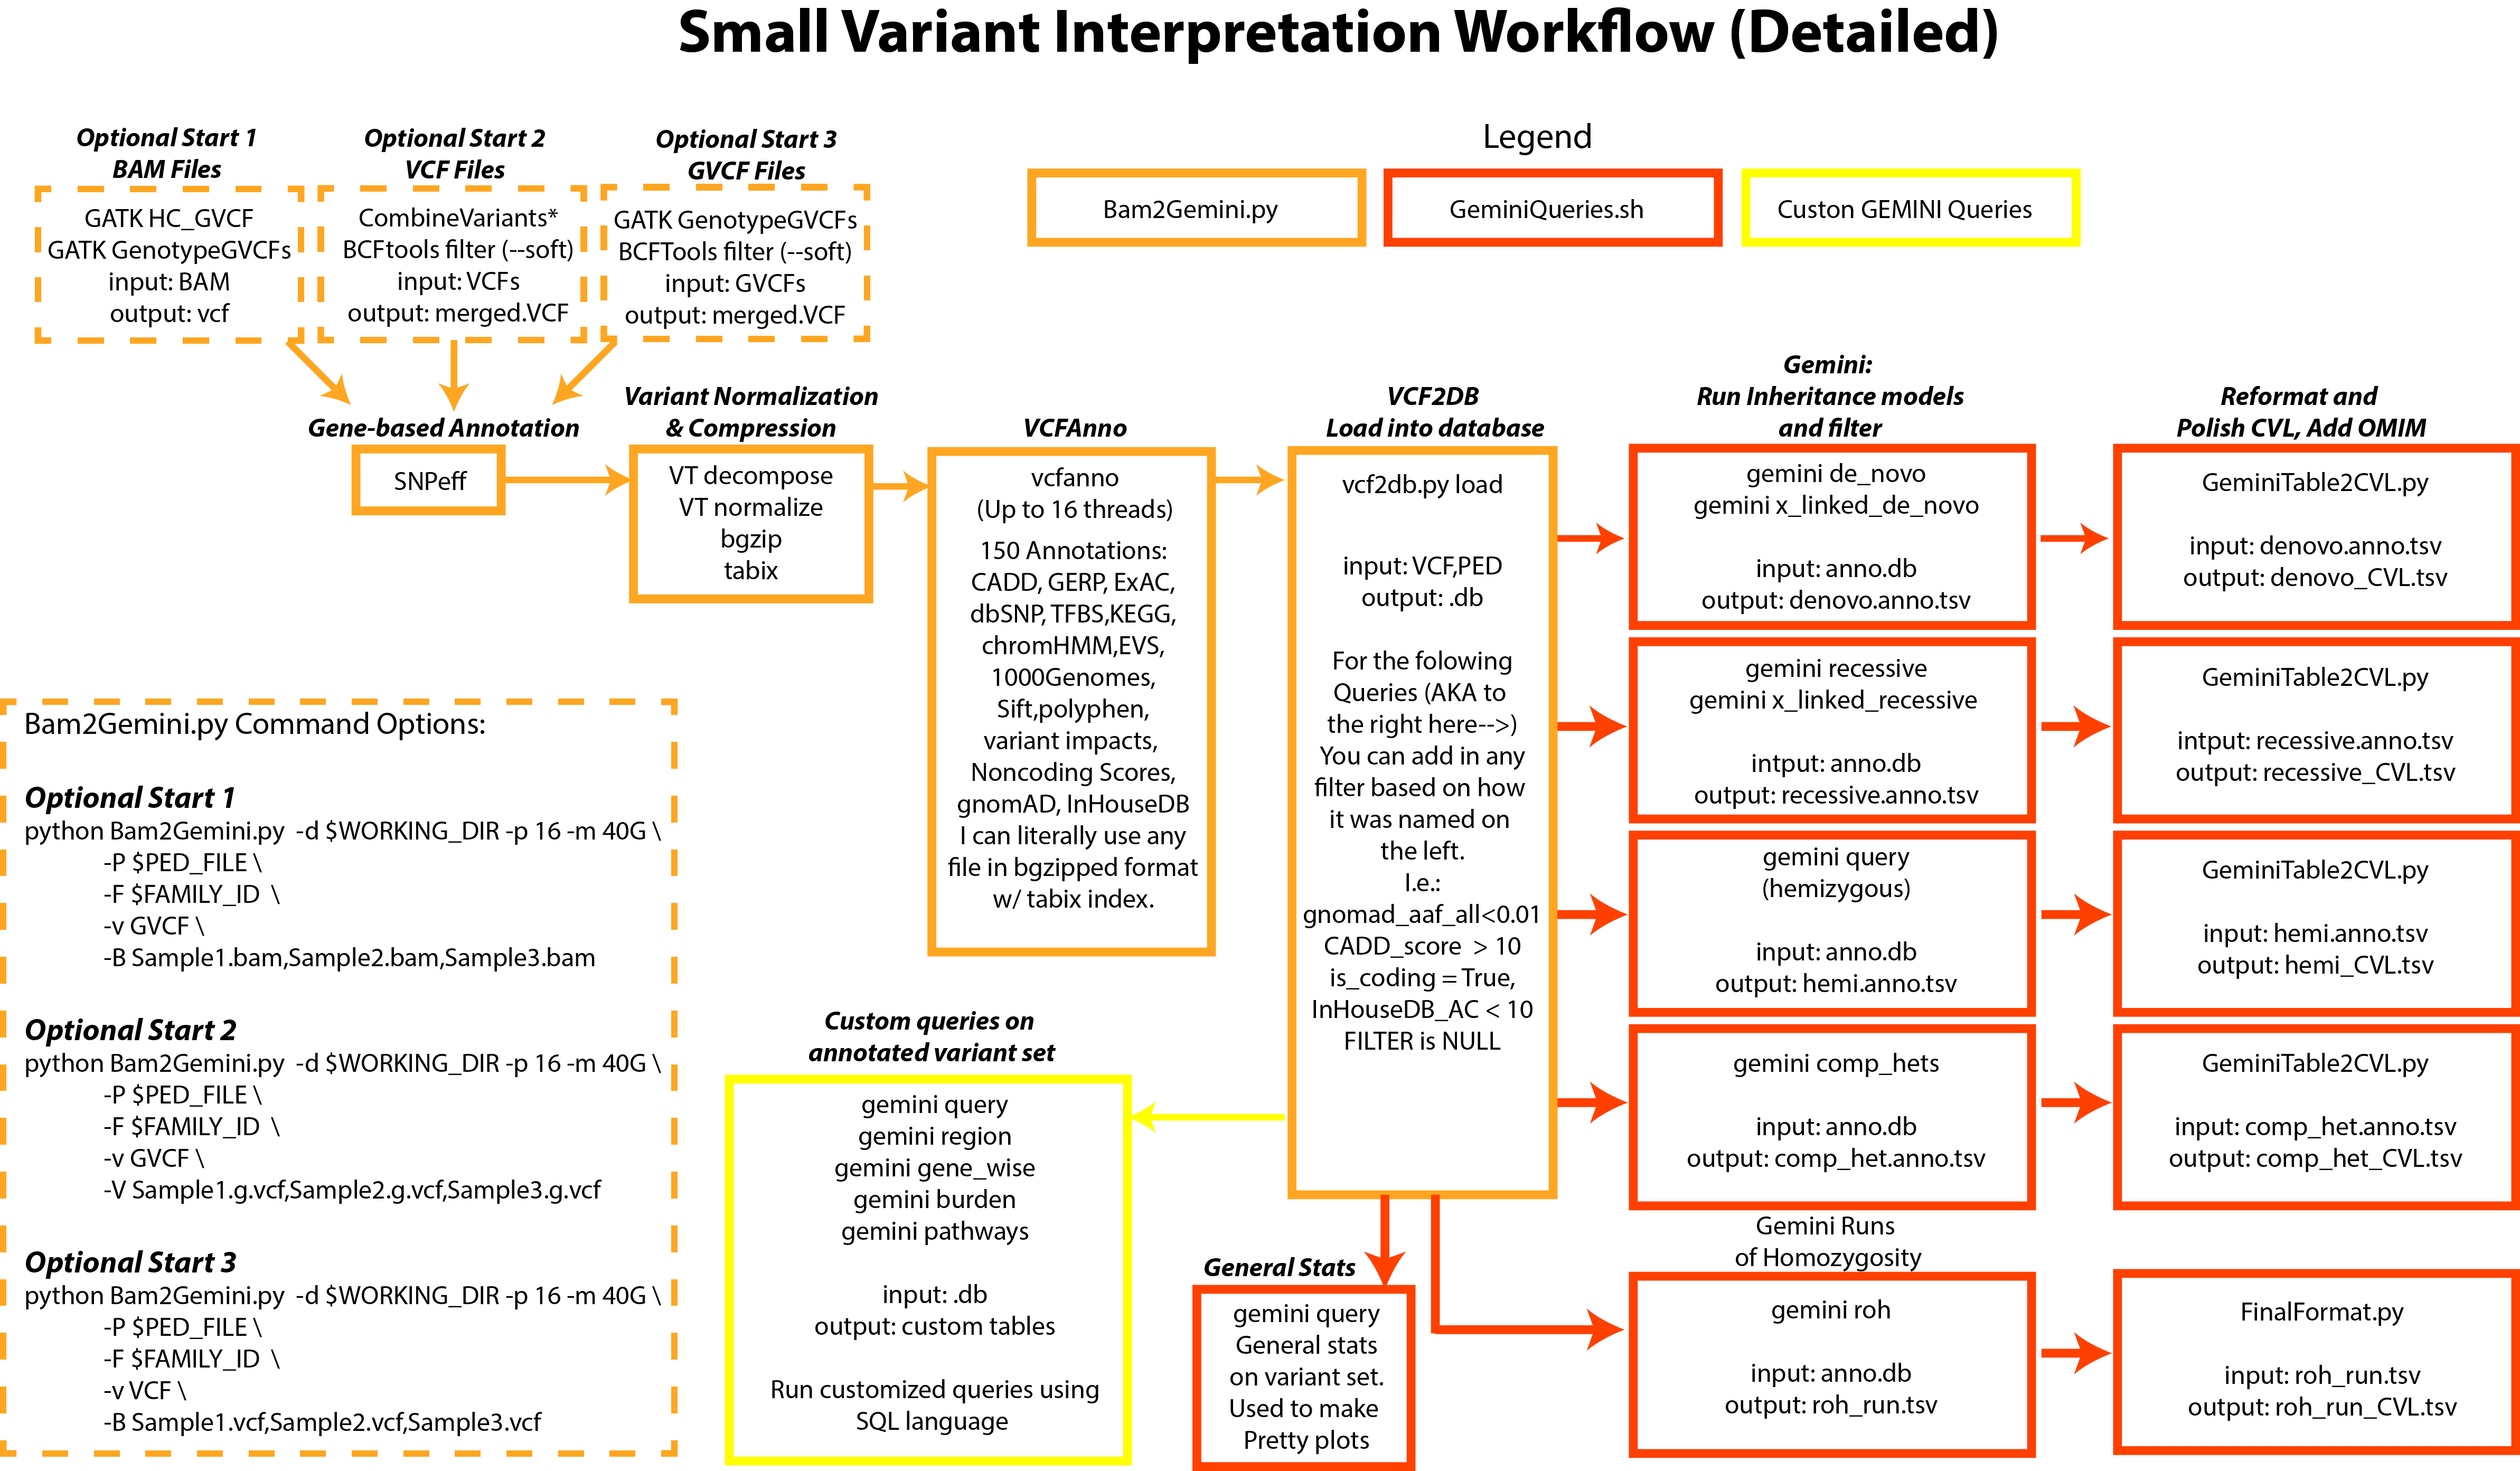 Small Variant Interpretation Workflow (Detailed)
Optional Start 1
BAM Files
GATK HC_GVCF
GATK GenotypeGVCFs
input: BAM
output: vcf
Optional Start 2
VCF Files
CombineVariants*
BCFtools filter (--soft)
input: VCFs
output: merged.VCF
Optional Start 3
GVCF Files
GATK GenotypeGVCFs
BCFTools filter (--soft)
input: GVCFs
output: merged.VCF
Legend
Bam2Gemini.py
GeminiQueries.sh
Custon GEMINI Queries
Gene-based Annotation
SNPeff
Variant Normalization
& Compression
VT decompose
VT normalize
bgzip
tabix
VCFAnno
vcfanno
(Up to 16 threads)
150 Annotations:
CADD, GERP, ExAC,
dbSNP, TFBS,KEGG,
chromHMM,EVS,
1000Genomes,
Sift,polyphen,
variant impacts,
Noncoding Scores,
gnomAD, InHouseDB
I can literally use any
file in bgzipped format
w/ tabix index.
VCF2DB
Load into database
vcf2db.py load
input: VCF,PED
output: .db
For the folowing
Queries (AKA to
the right here-->)
You can add in any
filter based on how
it was named on
the left.
I.e.:
gnomad_aaf_all<0.01
CADD_score  > 10
is_coding = True,
InHouseDB_AC < 10
FILTER is NULL
Gemini:
Run Inheritance models
and filter
gemini de_novo
gemini x_linked_de_novo
input: anno.db
output: denovo.anno.tsv
gemini recessive
gemini x_linked_recessive
intput: anno.db
output: recessive.anno.tsv
gemini query
(hemizygous)
input: anno.db
output: hemi.anno.tsv
gemini comp_hets
input: anno.db
output: comp_het.anno.tsv
Gemini Runs
of Homozygosity
gemini roh
input: anno.db
output: roh_run.tsv
Reformat and
Polish CVL, Add OMIM
GeminiTable2CVL.py
input: denovo.anno.tsv
output: denovo_CVL.tsv
GeminiTable2CVL.py
intput: recessive.anno.tsv
output: recessive_CVL.tsv
GeminiTable2CVL.py
input: hemi.anno.tsv
output: hemi_CVL.tsv
GeminiTable2CVL.py
input: comp_het.anno.tsv
output: comp_het_CVL.tsv
FinalFormat.py
input: roh_run.tsv
output: roh_run_CVL.tsv
Bam2Gemini.py Command Options:
Optional Start 1
python Bam2Gemini.py  -d $WORKING_DIR -p 16 -m 40G \
-P $PED_FILE \
-F $FAMILY_ID  \
-v GVCF \
-B Sample1.bam,Sample2.bam,Sample3.bam
Optional Start 2
python Bam2Gemini.py  -d $WORKING_DIR -p 16 -m 40G \
-P $PED_FILE \
-F $FAMILY_ID  \
-v GVCF \
-V Sample1.g.vcf,Sample2.g.vcf,Sample3.g.vcf
Optional Start 3
python Bam2Gemini.py  -d $WORKING_DIR -p 16 -m 40G \
-P $PED_FILE \
-F $FAMILY_ID  \
-v VCF \
-B Sample1.vcf,Sample2.vcf,Sample3.vcf
Custom queries on
annotated variant set
gemini query
gemini region
gemini gene_wise
gemini burden
gemini pathways
input: .db
output: custom tables
Run customized queries using
SQL language
General Stats
gemini query
General stats
on variant set.
Used to make
Pretty plots